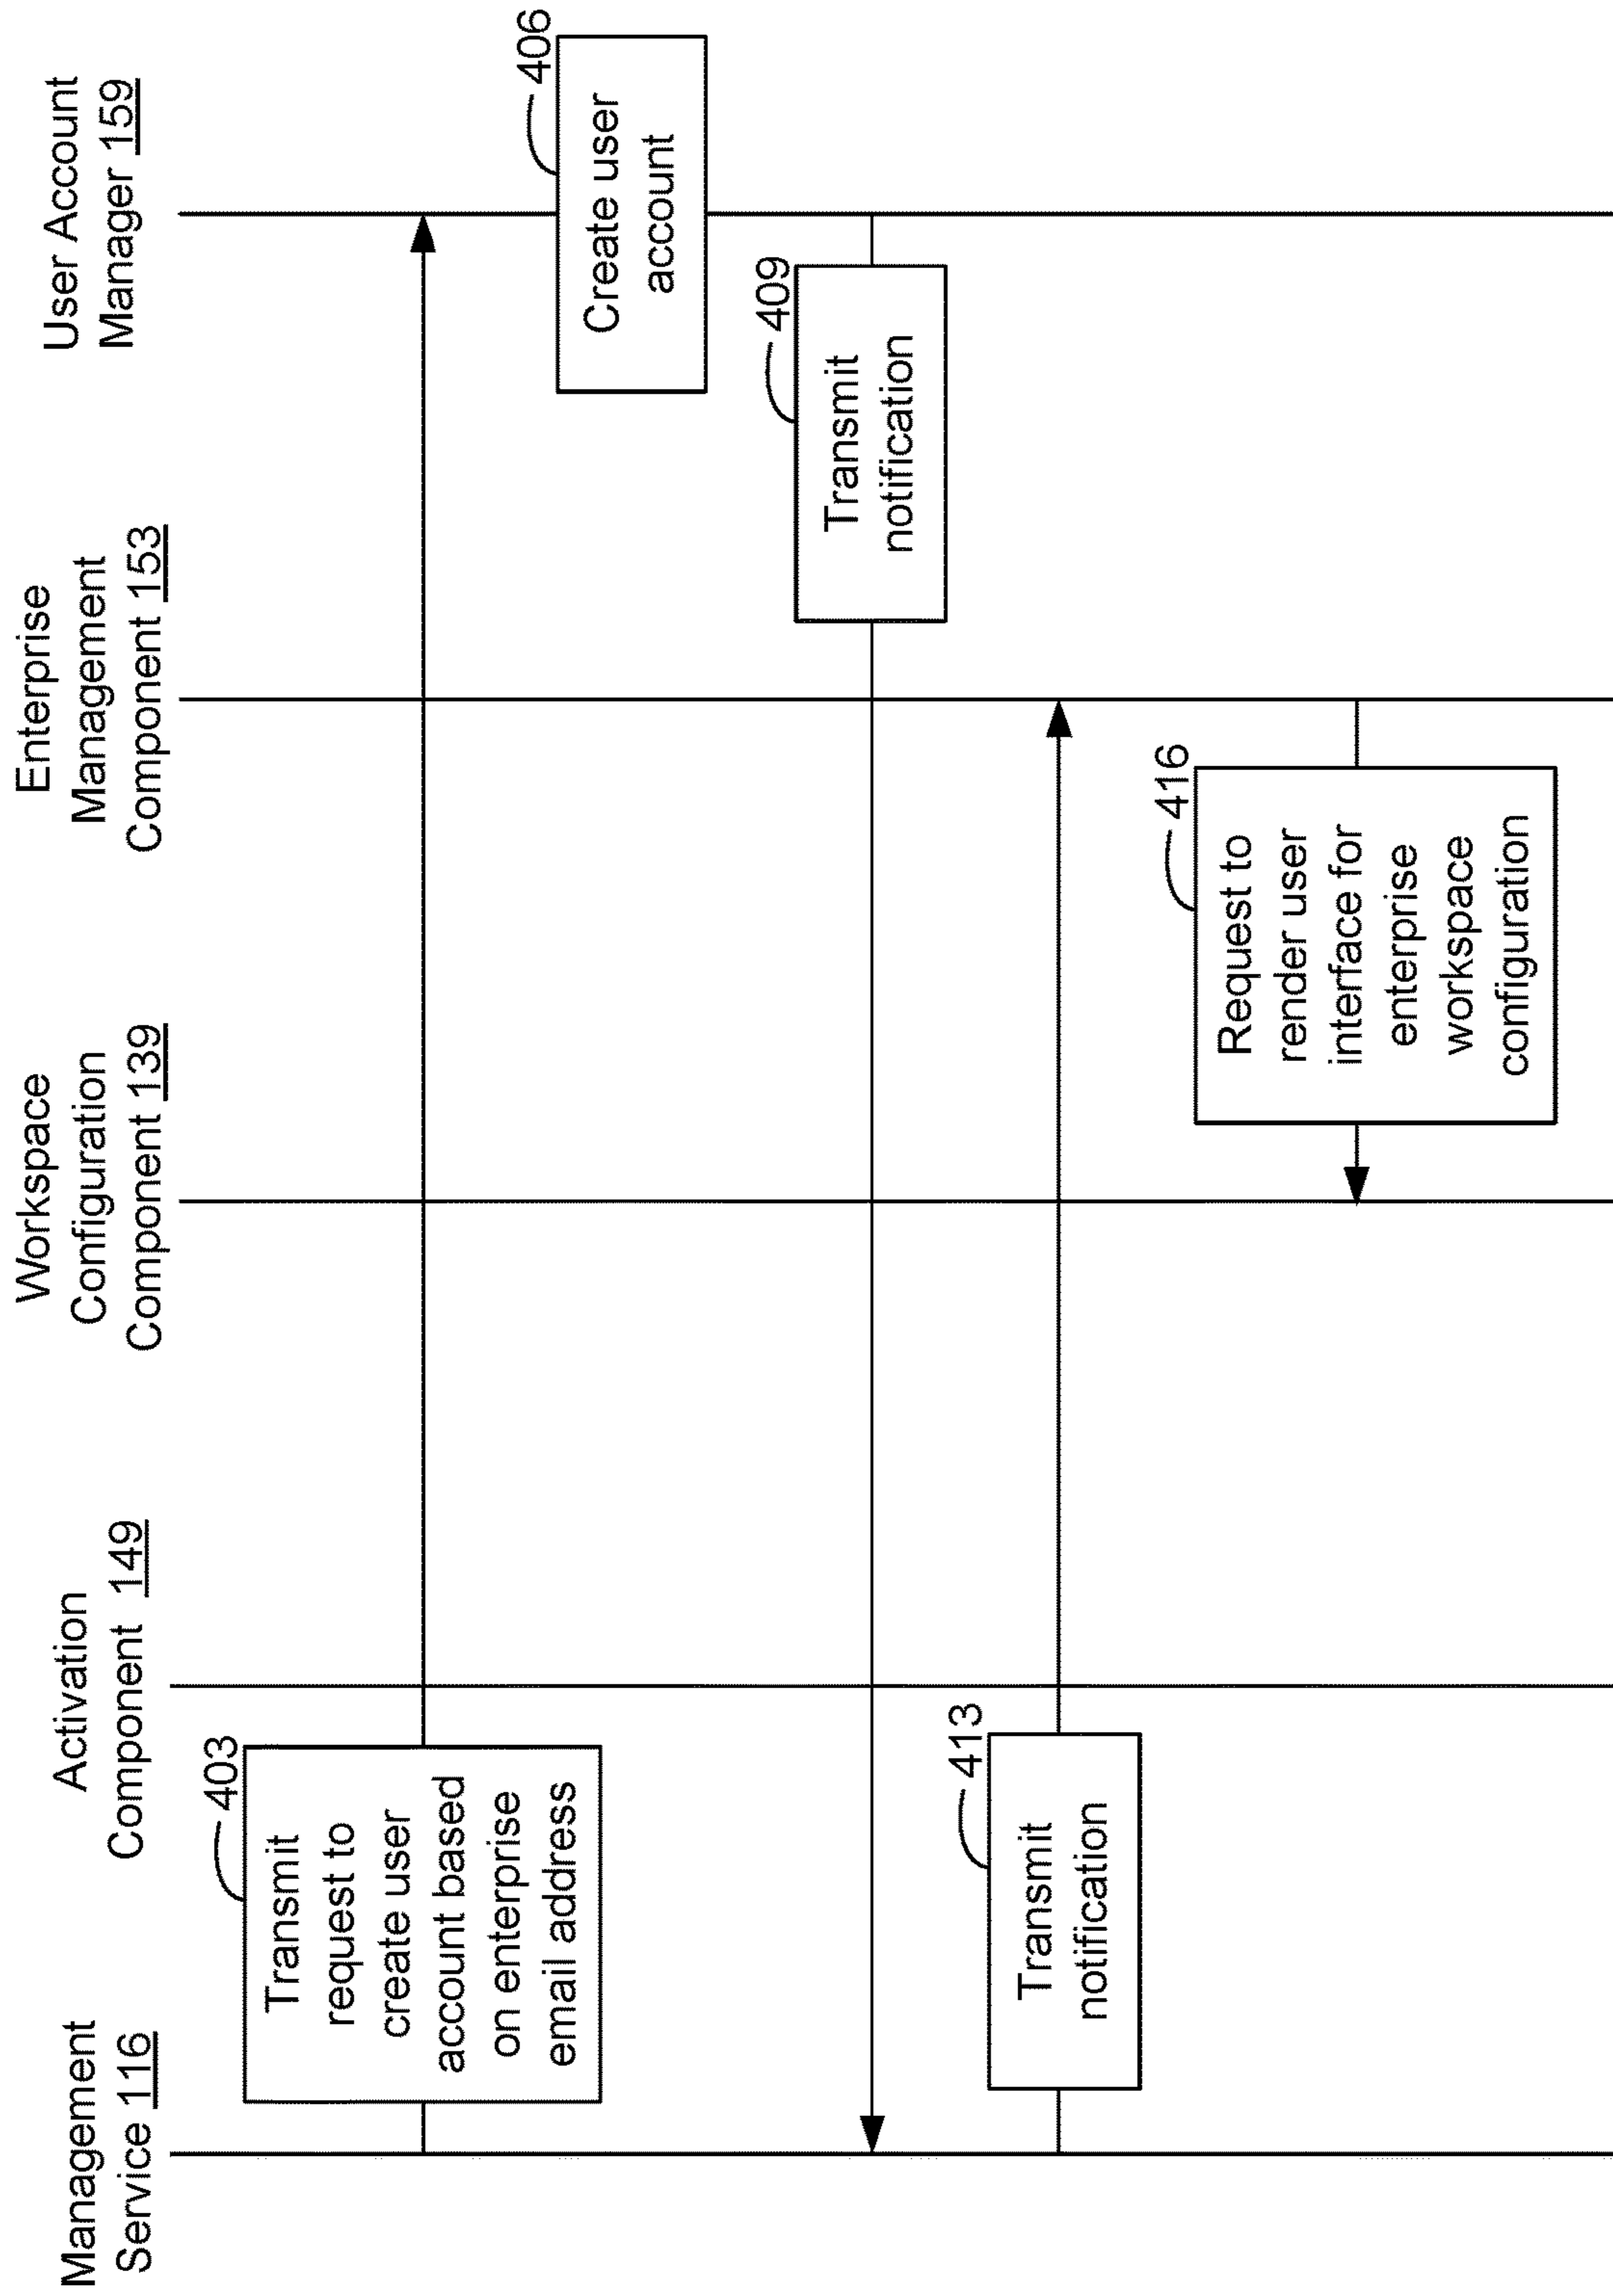 Management
Service 116
Activation
Component 149
Workspace
Configuration
Component 139
Enterprise
Management
Component 153
User Account
Manager 159
403
Transmit
request to
create user
account based
on enterprise
email address
406
Create user
account
409
Transmit
notification
413
Transmit
notification
416
Request to
render user
interface for
enterprise
workspace
configuration